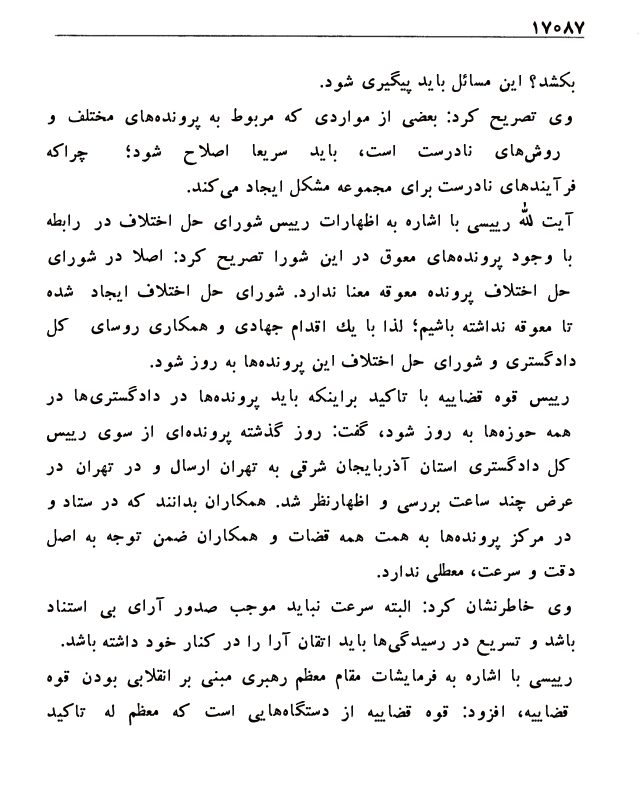 ۱۷۰۸۷
بکشد؟ این مسائل باید پیگیری شود.
وی تصریح کرد: بعضی از مواردی که مربوط به پرونده‌های مختلف و
روش‌های نادرست است، باید سریعا اصلاح شود؛ چراکه
فرآیندهای نادرست برای مجموعه مشکل ایجاد می‌کند.
آیت الله رییسی با اشاره به اظهارات رییس شورای حل اختلاف در رابطه
با وجود پرونده‌های معوق در این شورا تصریح کرد: اصلا در شورای
حل اختلاف پرونده معوقه معنا ندارد. شورای حل اختلاف ایجاد شده
تا معوقه نداشته باشیم؛ لذا با یك اقدام جهادی و همکاری روسای کل
دادگستری و شورای حل اختلاف این پرونده‌ها به روز شود.
رییس قوه قضاییه با تاکید براینکه باید پرونده‌ها در دادگستری‌ها در
همه حوزه‌ها به روز شود، گفت: روز گذشته پرونده‌ای از سوی رییس
کل دادگستری استان آذربایجان شرقی به تهران ارسال و در تهران در
عرض چند ساعت بررسی و اظهارنظر شد. همکاران بدانند که در ستاد و
در مرکز پرونده‌ها به همت همه قضات و همکاران ضمن توجه به اصل
دقت و سرعت، معطلی ندارد.
وی خاطرنشان کرد: البته سرعت نباید موجب صدور آرای بی استناد
باشد و تسریع در رسیدگی‌ها باید اتقان آرا را در کنار خود داشته باشد.
رییسی با اشاره به فرمایشات مقام معظم رهبری مبنی بر انقلابی بودن قوه
قضاییه، افزود: قوه قضاییه از دستگاه‌هایی است که معظم له تاکید